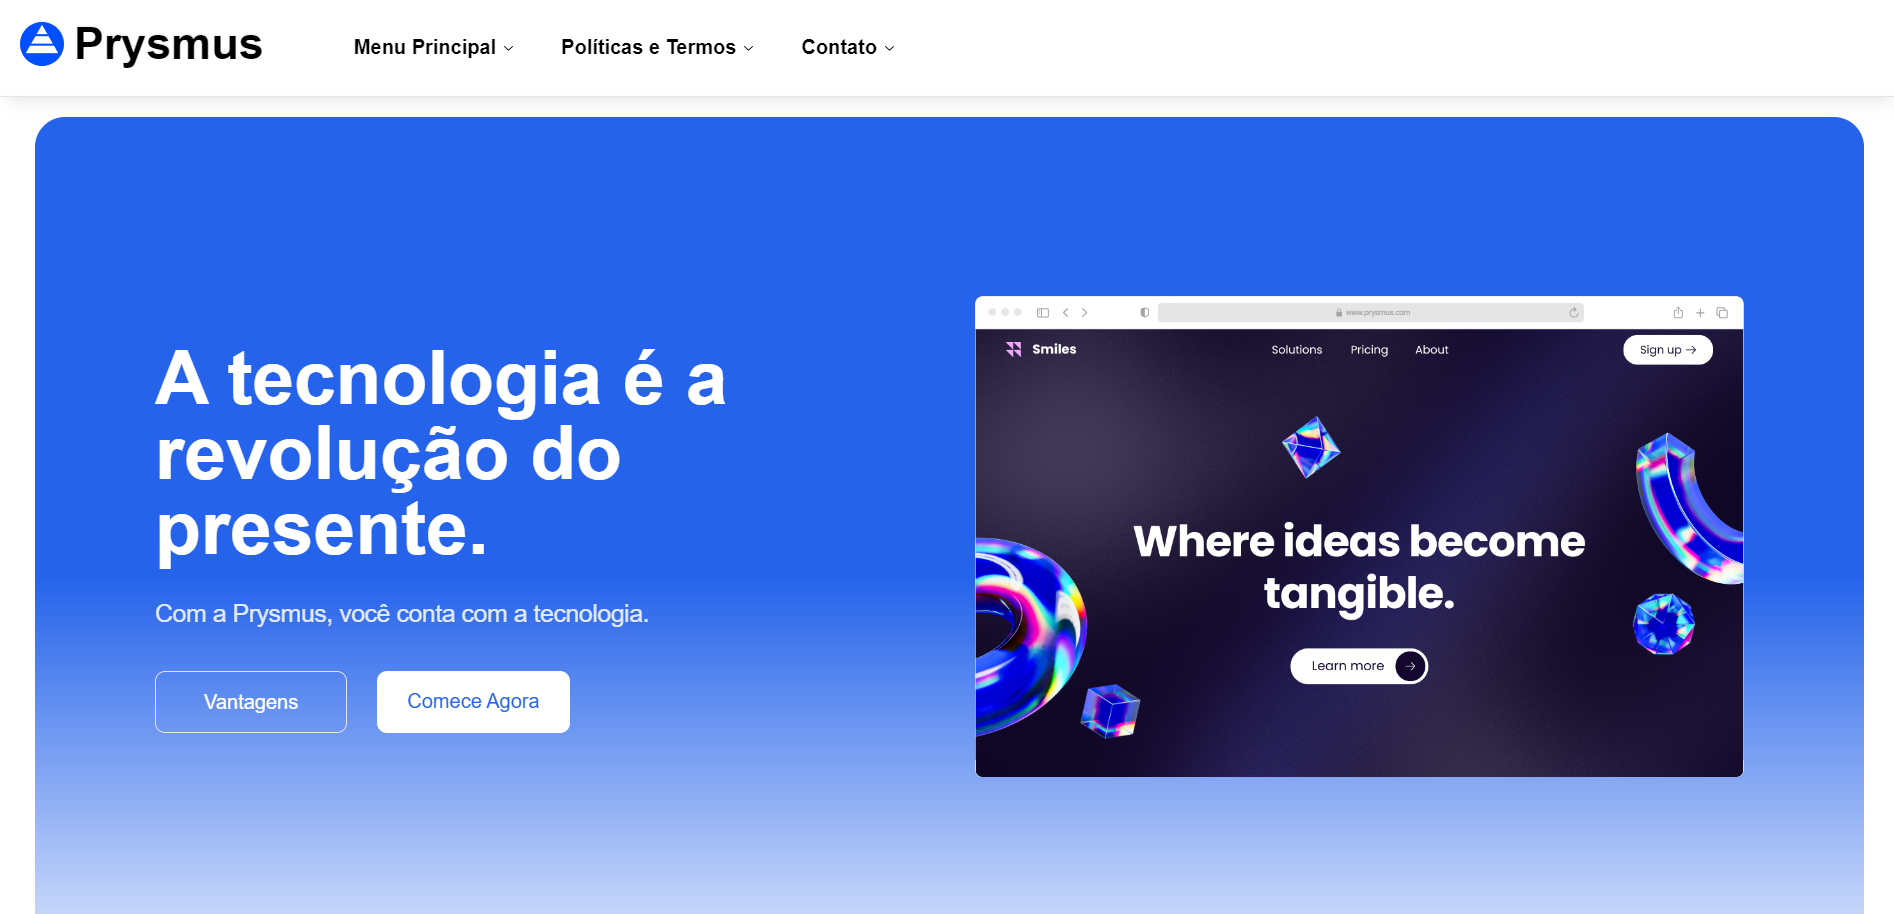 Prysmus
Menu Principal
Políticas e Termos
Contato
A tecnologia é a
revolução do
presente.
Com a Prysmus, você conta com a tecnologia.
Vantagens
Comece Agora
www.prysmus.com
Smiles
Solutions
Pricing
About
Sign up →
Where ideas become
tangible.
Learn more →